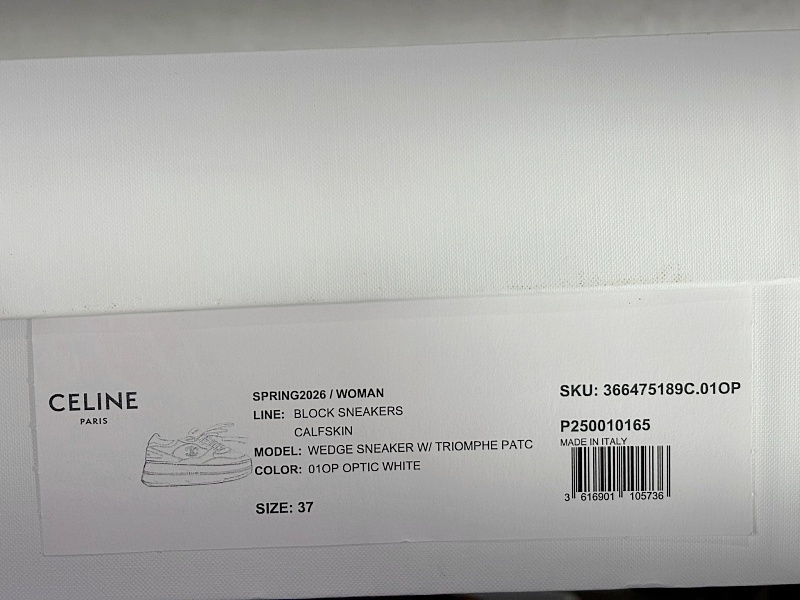 CELINE
PARIS
SPRING2026 / WOMAN
LINE: BLOCK SNEAKERS
CALFSKIN
MODEL: WEDGE SNEAKER W/ TRIOMPHE PATC
COLOR: 01OP OPTIC WHITE
SIZE: 37
SKU: 366475189C.01OP
P250010165
MADE IN ITALY
3 616901 105736